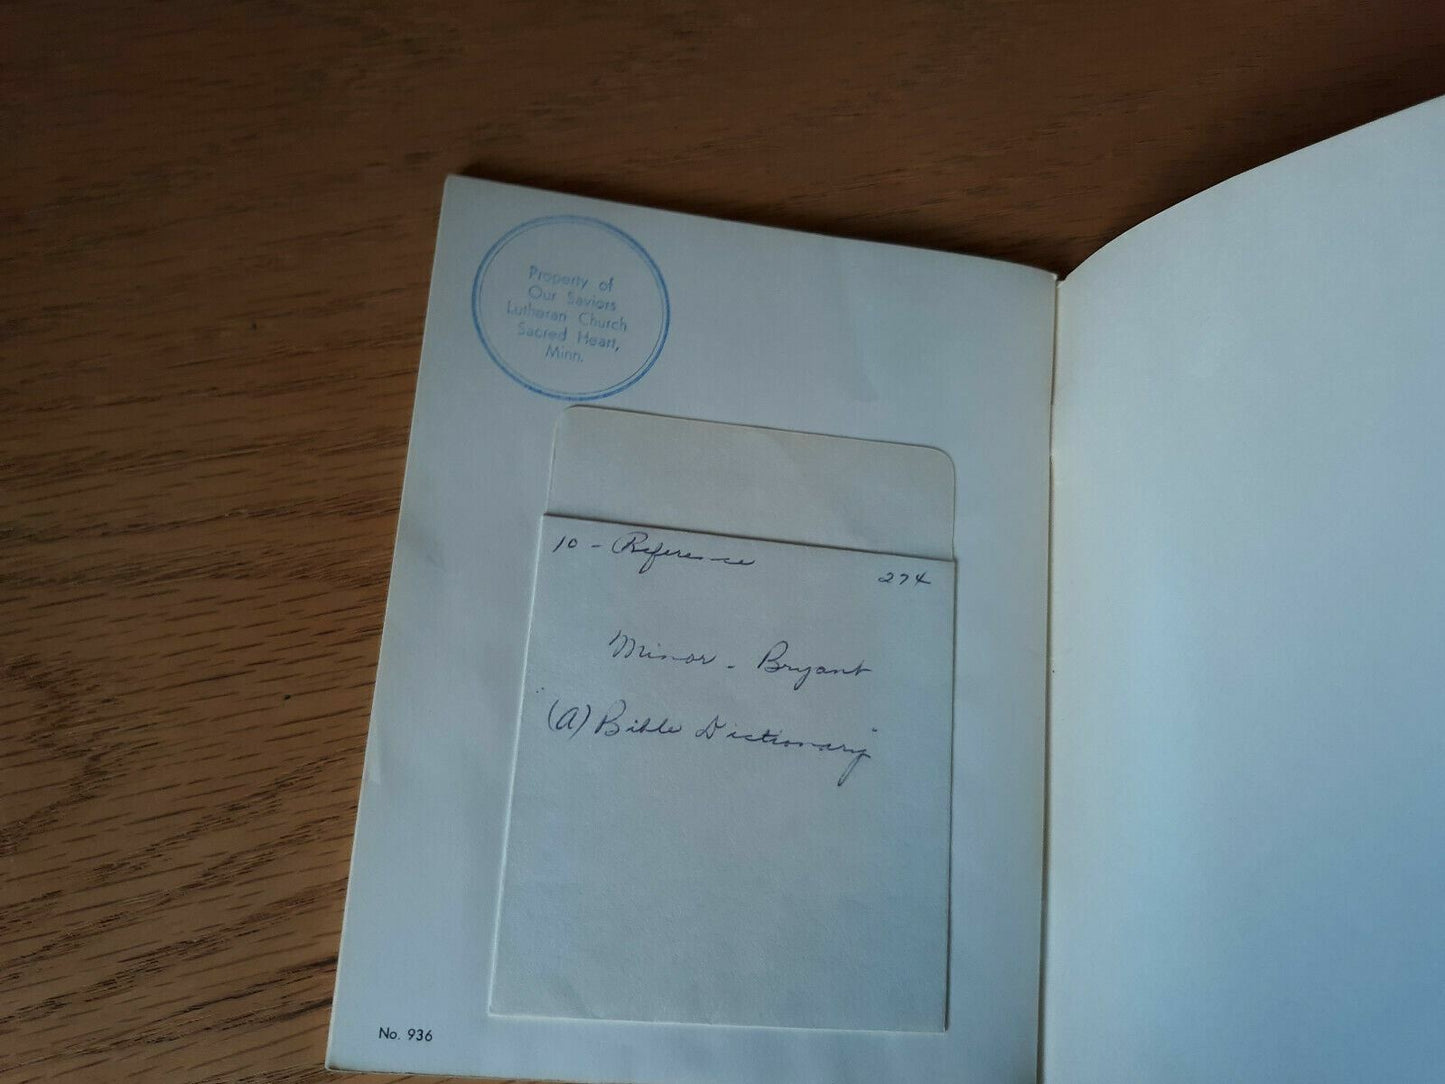 Property of
Our Saviors
Lutheran Church
Sacred Heart,
Minn.
10 - Reference
274
Minor - Bryant
"(A) Bible Dictionary"
No. 936